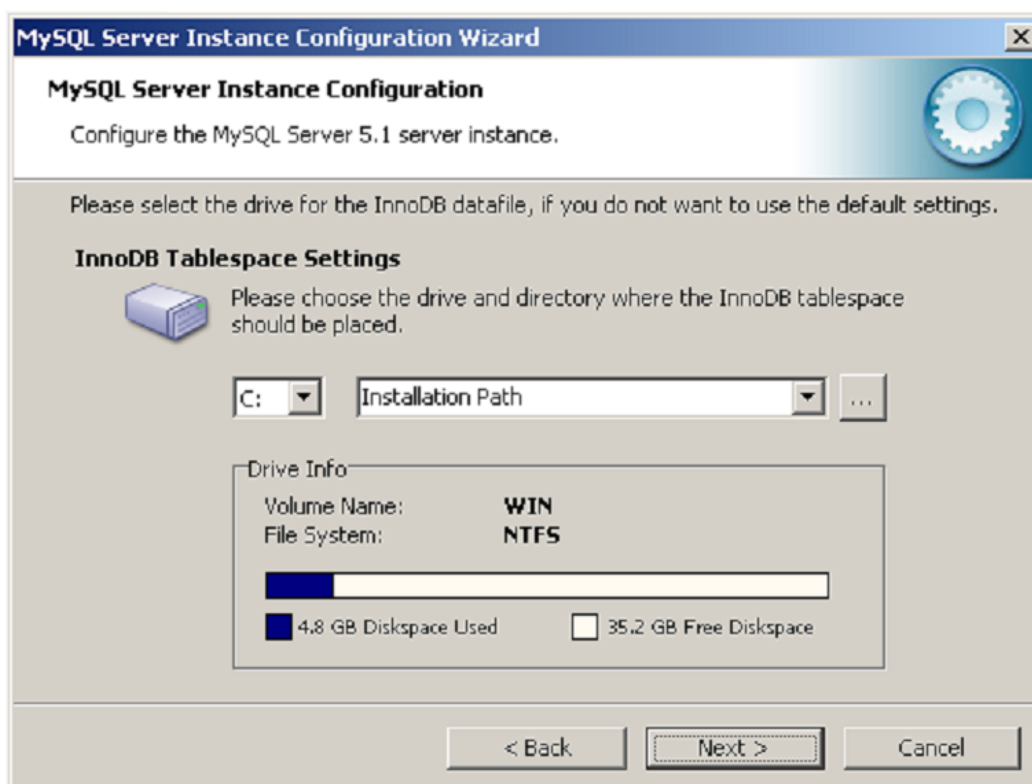 MySQL Server Instance Configuration Wizard
MySQL Server Instance Configuration
Configure the MySQL Server 5.1 server instance.
Please select the drive for the InnoDB datafile, if you do not want to use the default settings.
InnoDB Tablespace Settings
Please choose the drive and directory where the InnoDB tablespace
should be placed.
C: Installation Path ...
Drive Info
Volume Name: WIN
File System: NTFS
4.8 GB Diskspace Used 35.2 GB Free Diskspace
< Back Next > Cancel